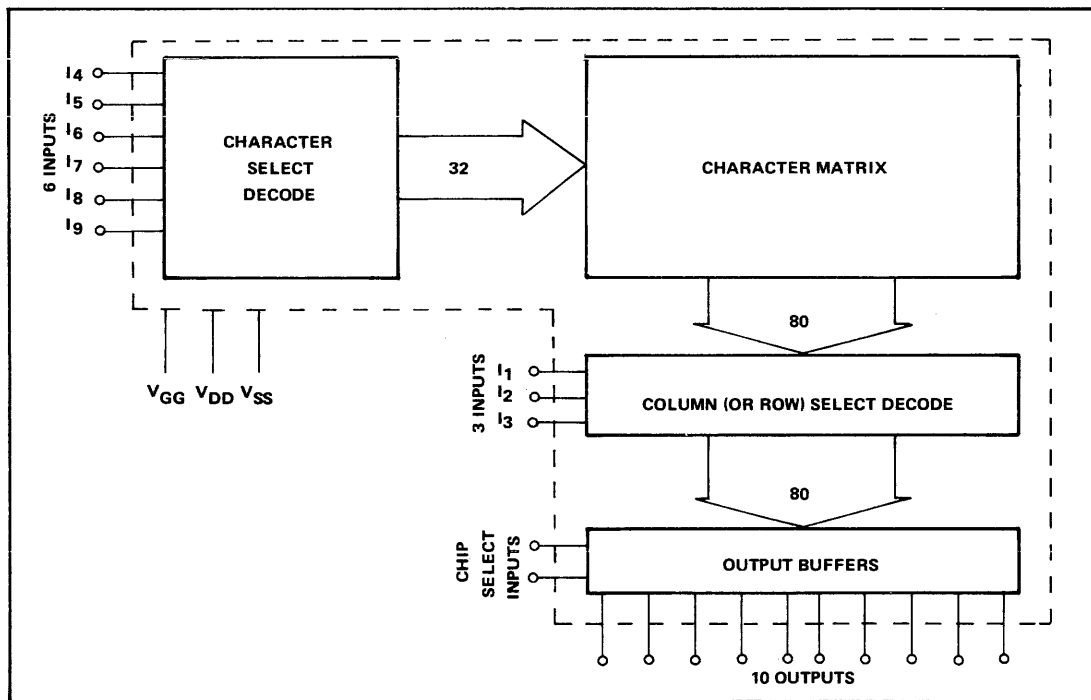 6 INPUTS
I4
I5
I6
I7
I8
I9
CHARACTER
SELECT
DECODE
32
CHARACTER MATRIX
80
VGG VDD VSS
3 INPUTS
I1
I2
I3
COLUMN (OR ROW) SELECT DECODE
80
CHIP
SELECT
INPUTS
OUTPUT BUFFERS
10 OUTPUTS